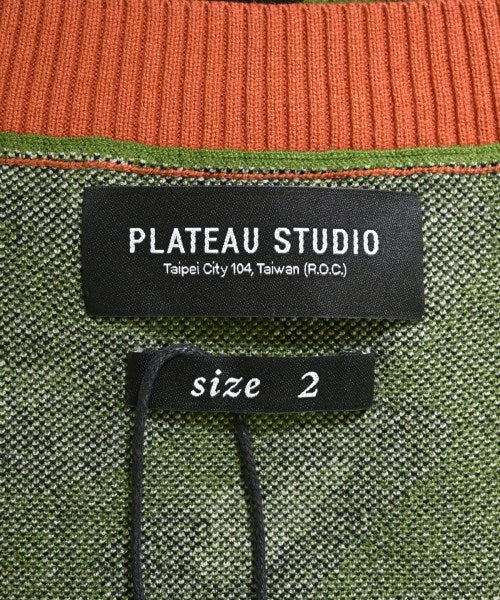 PLATEAU STUDIO
Taipei City 104, Taiwan (R.O.C.)
size 2